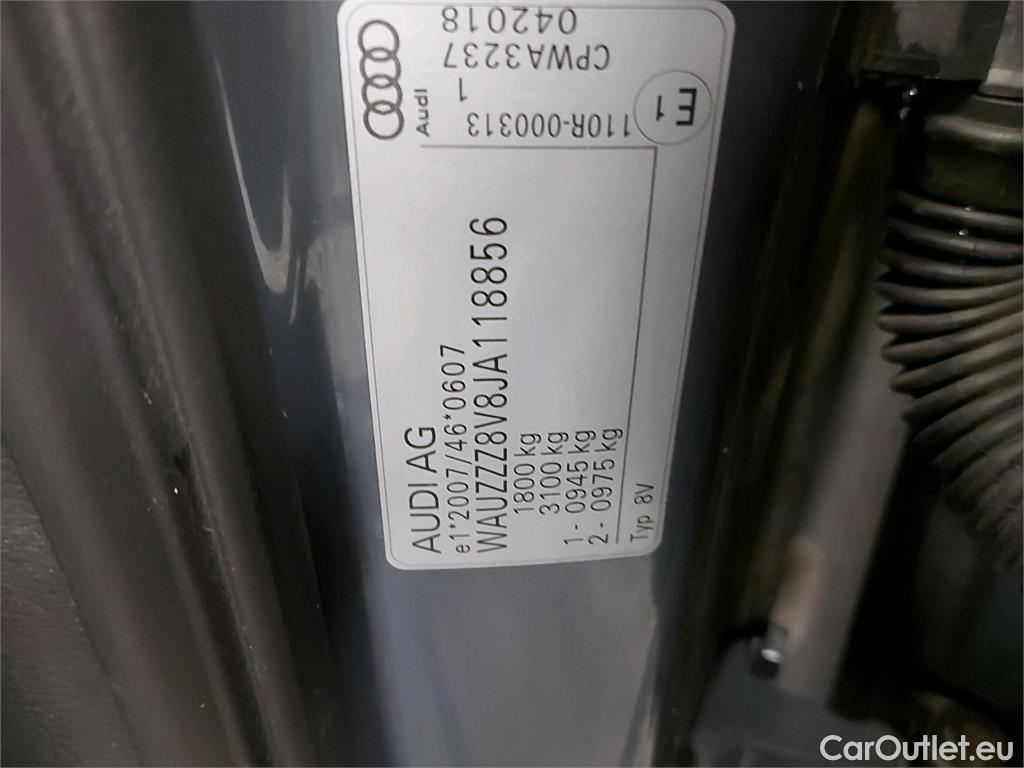 AUDI AG
e1*2007/46*0607
WAUZZZ8V8JA118856
1800 kg
3100 kg
1 - 0945 kg
2 - 0975 kg
Typ 8V
Audi
042018
CPWA3237
1
110R-000313
E1
CarOutlet.eu